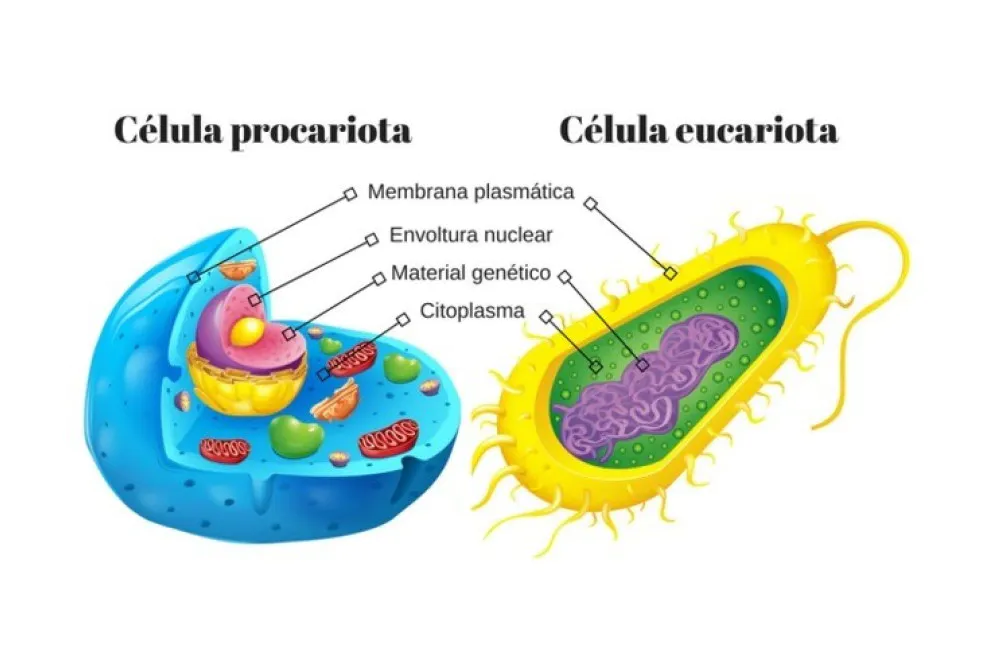 Célula procariota
Célula eucariota
Membrana plasmática
Envoltura nuclear
Material genético
Citoplasma